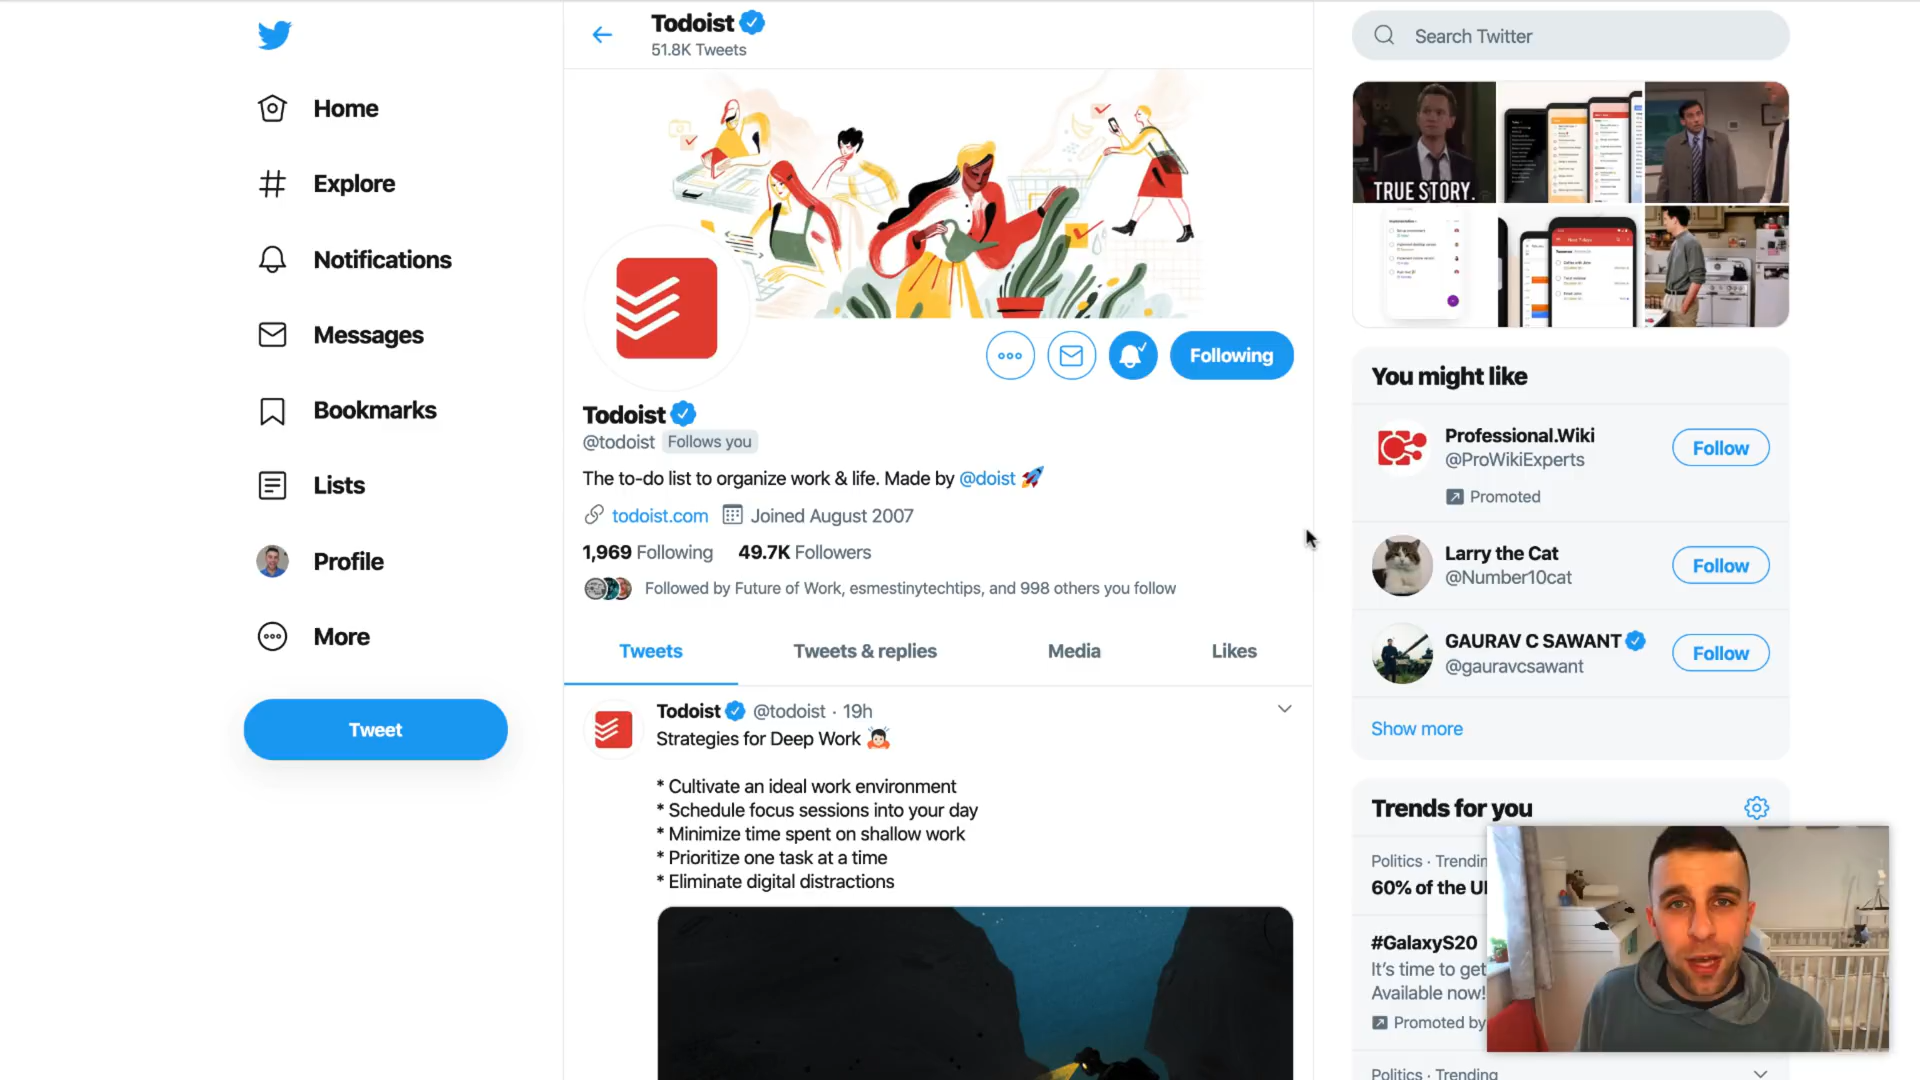 Home
Explore
Notifications
Messages
Bookmarks
Lists
Profile
More
Tweet
Todoist
51.8K Tweets
Following
Todoist
@todoist Follows you
The to-do list to organize work & life. Made by @doist 🚀
todoist.com Joined August 2007
1,969 Following 49.7K Followers
Followed by Future of Work, esmestinytechtips, and 998 others you follow
Tweets Tweets & replies Media Likes
Todoist @todoist · 19h
Strategies for Deep Work
* Cultivate an ideal work environment
* Schedule focus sessions into your day
* Minimize time spent on shallow work
* Prioritize one task at a time
* Eliminate digital distractions
Search Twitter
TRUE STORY.
You might like
Professional.Wiki
@ProWikiExperts
Promoted
Follow
Larry the Cat
@Number10cat
Follow
GAURAV C SAWANT
@gauravcsawant
Follow
Show more
Trends for you
Politics · Trendin
60% of the U
#GalaxyS20
It's time to get
Available now!
Promoted by
Politics · Trending